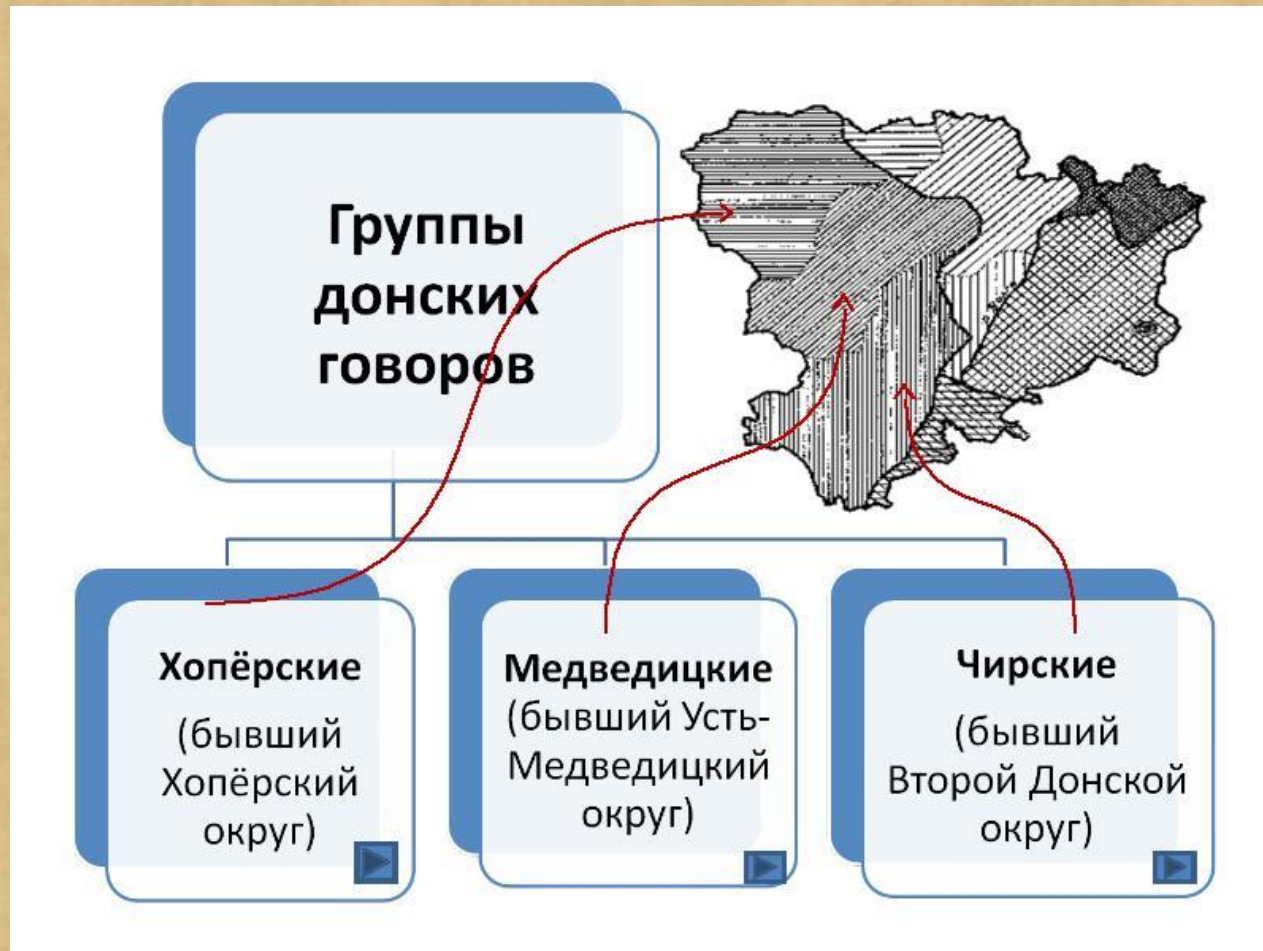 Группы
донских
говоров
Хопёрские
(бывший
Хопёрский
округ)
Медведицкие
(бывший Усть-
Медведицкий
округ)
Чирские
(бывший
Второй Донской
округ)